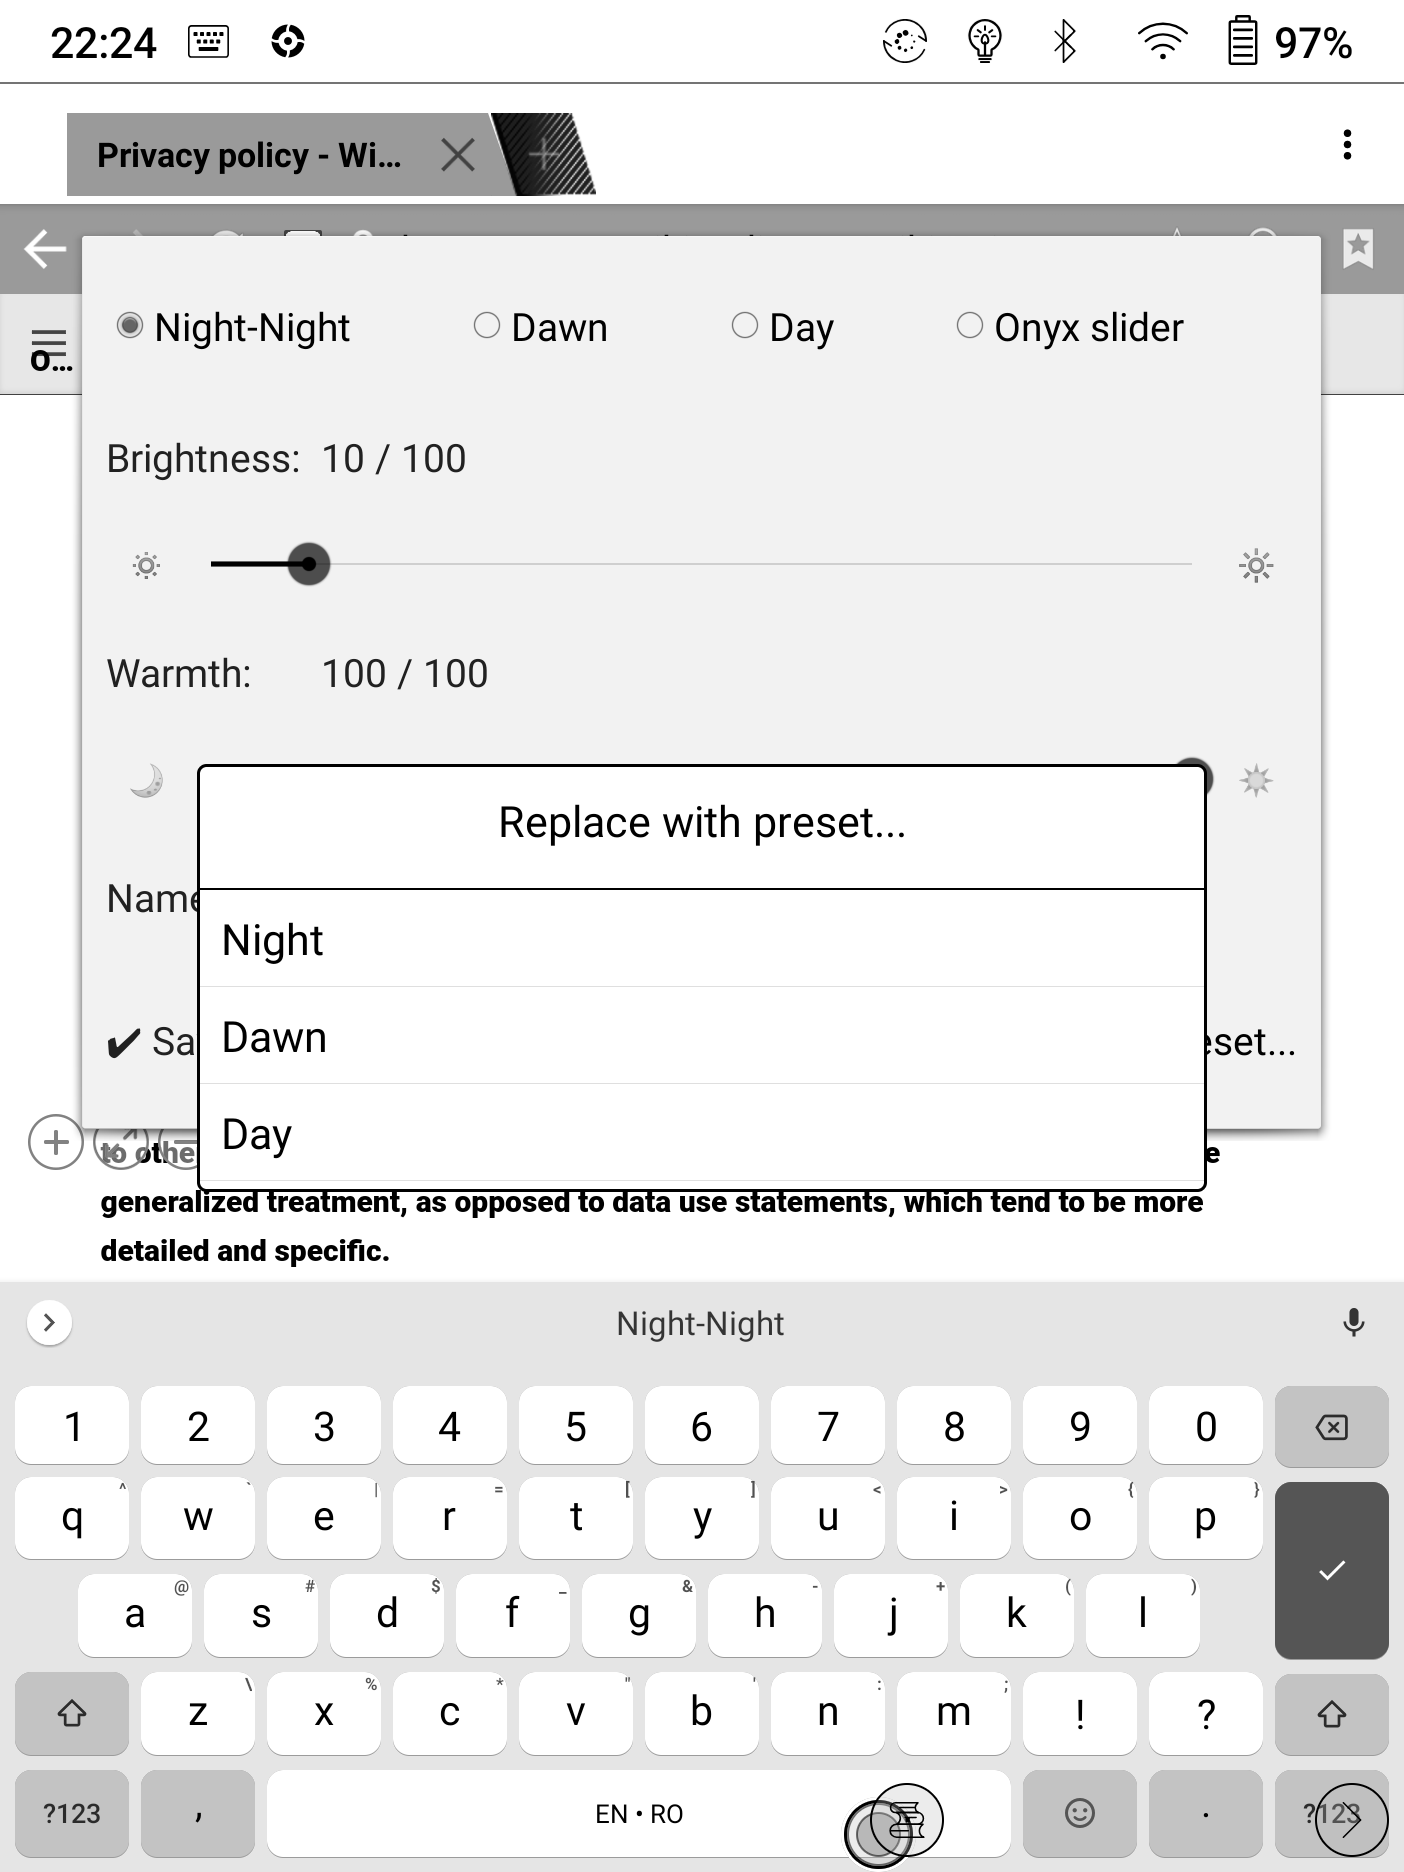 22:24 97%
Privacy policy - Wi...
o...
Night-Night Dawn Day Onyx slider
Brightness: 10 / 100
Warmth: 100 / 100
Replace with preset...
Name
Night
Dawn
✔ Sa eset...
Day
to othe e
generalized treatment, as opposed to data use statements, which tend to be more
detailed and specific.
Night-Night
1 2 3 4 5 6 7 8 9 0
^ ` | = [ ] < > { }
q w e r t y u i o p
@ # $ _ & - + ( )
a s d f g h j k l
\ % * " ' : ;
z x c v b n m ! ?
?123 , EN • RO . ?123